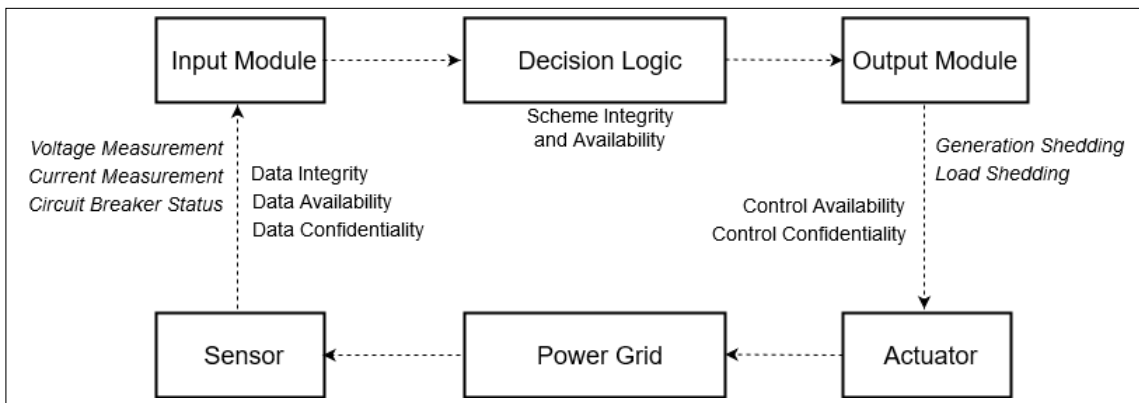 Input Module
Decision Logic
Output Module
Scheme Integrity
and Availability
Voltage Measurement
Current Measurement
Circuit Breaker Status
Data Integrity
Data Availability
Data Confidentiality
Generation Shedding
Load Shedding
Control Availability
Control Confidentiality
Sensor
Power Grid
Actuator